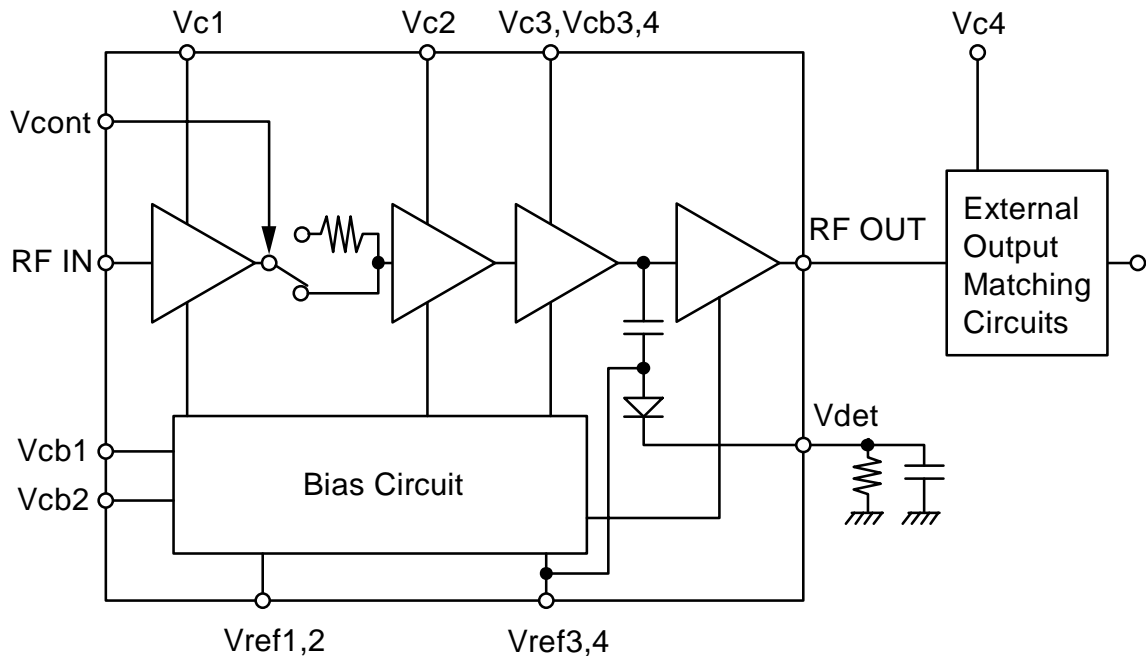 Vc1
Vc2
Vc3,Vcb3,4
Vc4
Vcont
RF IN
RF OUT
External
Output
Matching
Circuits
Vcb1
Vcb2
Bias Circuit
Vdet
Vref1,2
Vref3,4